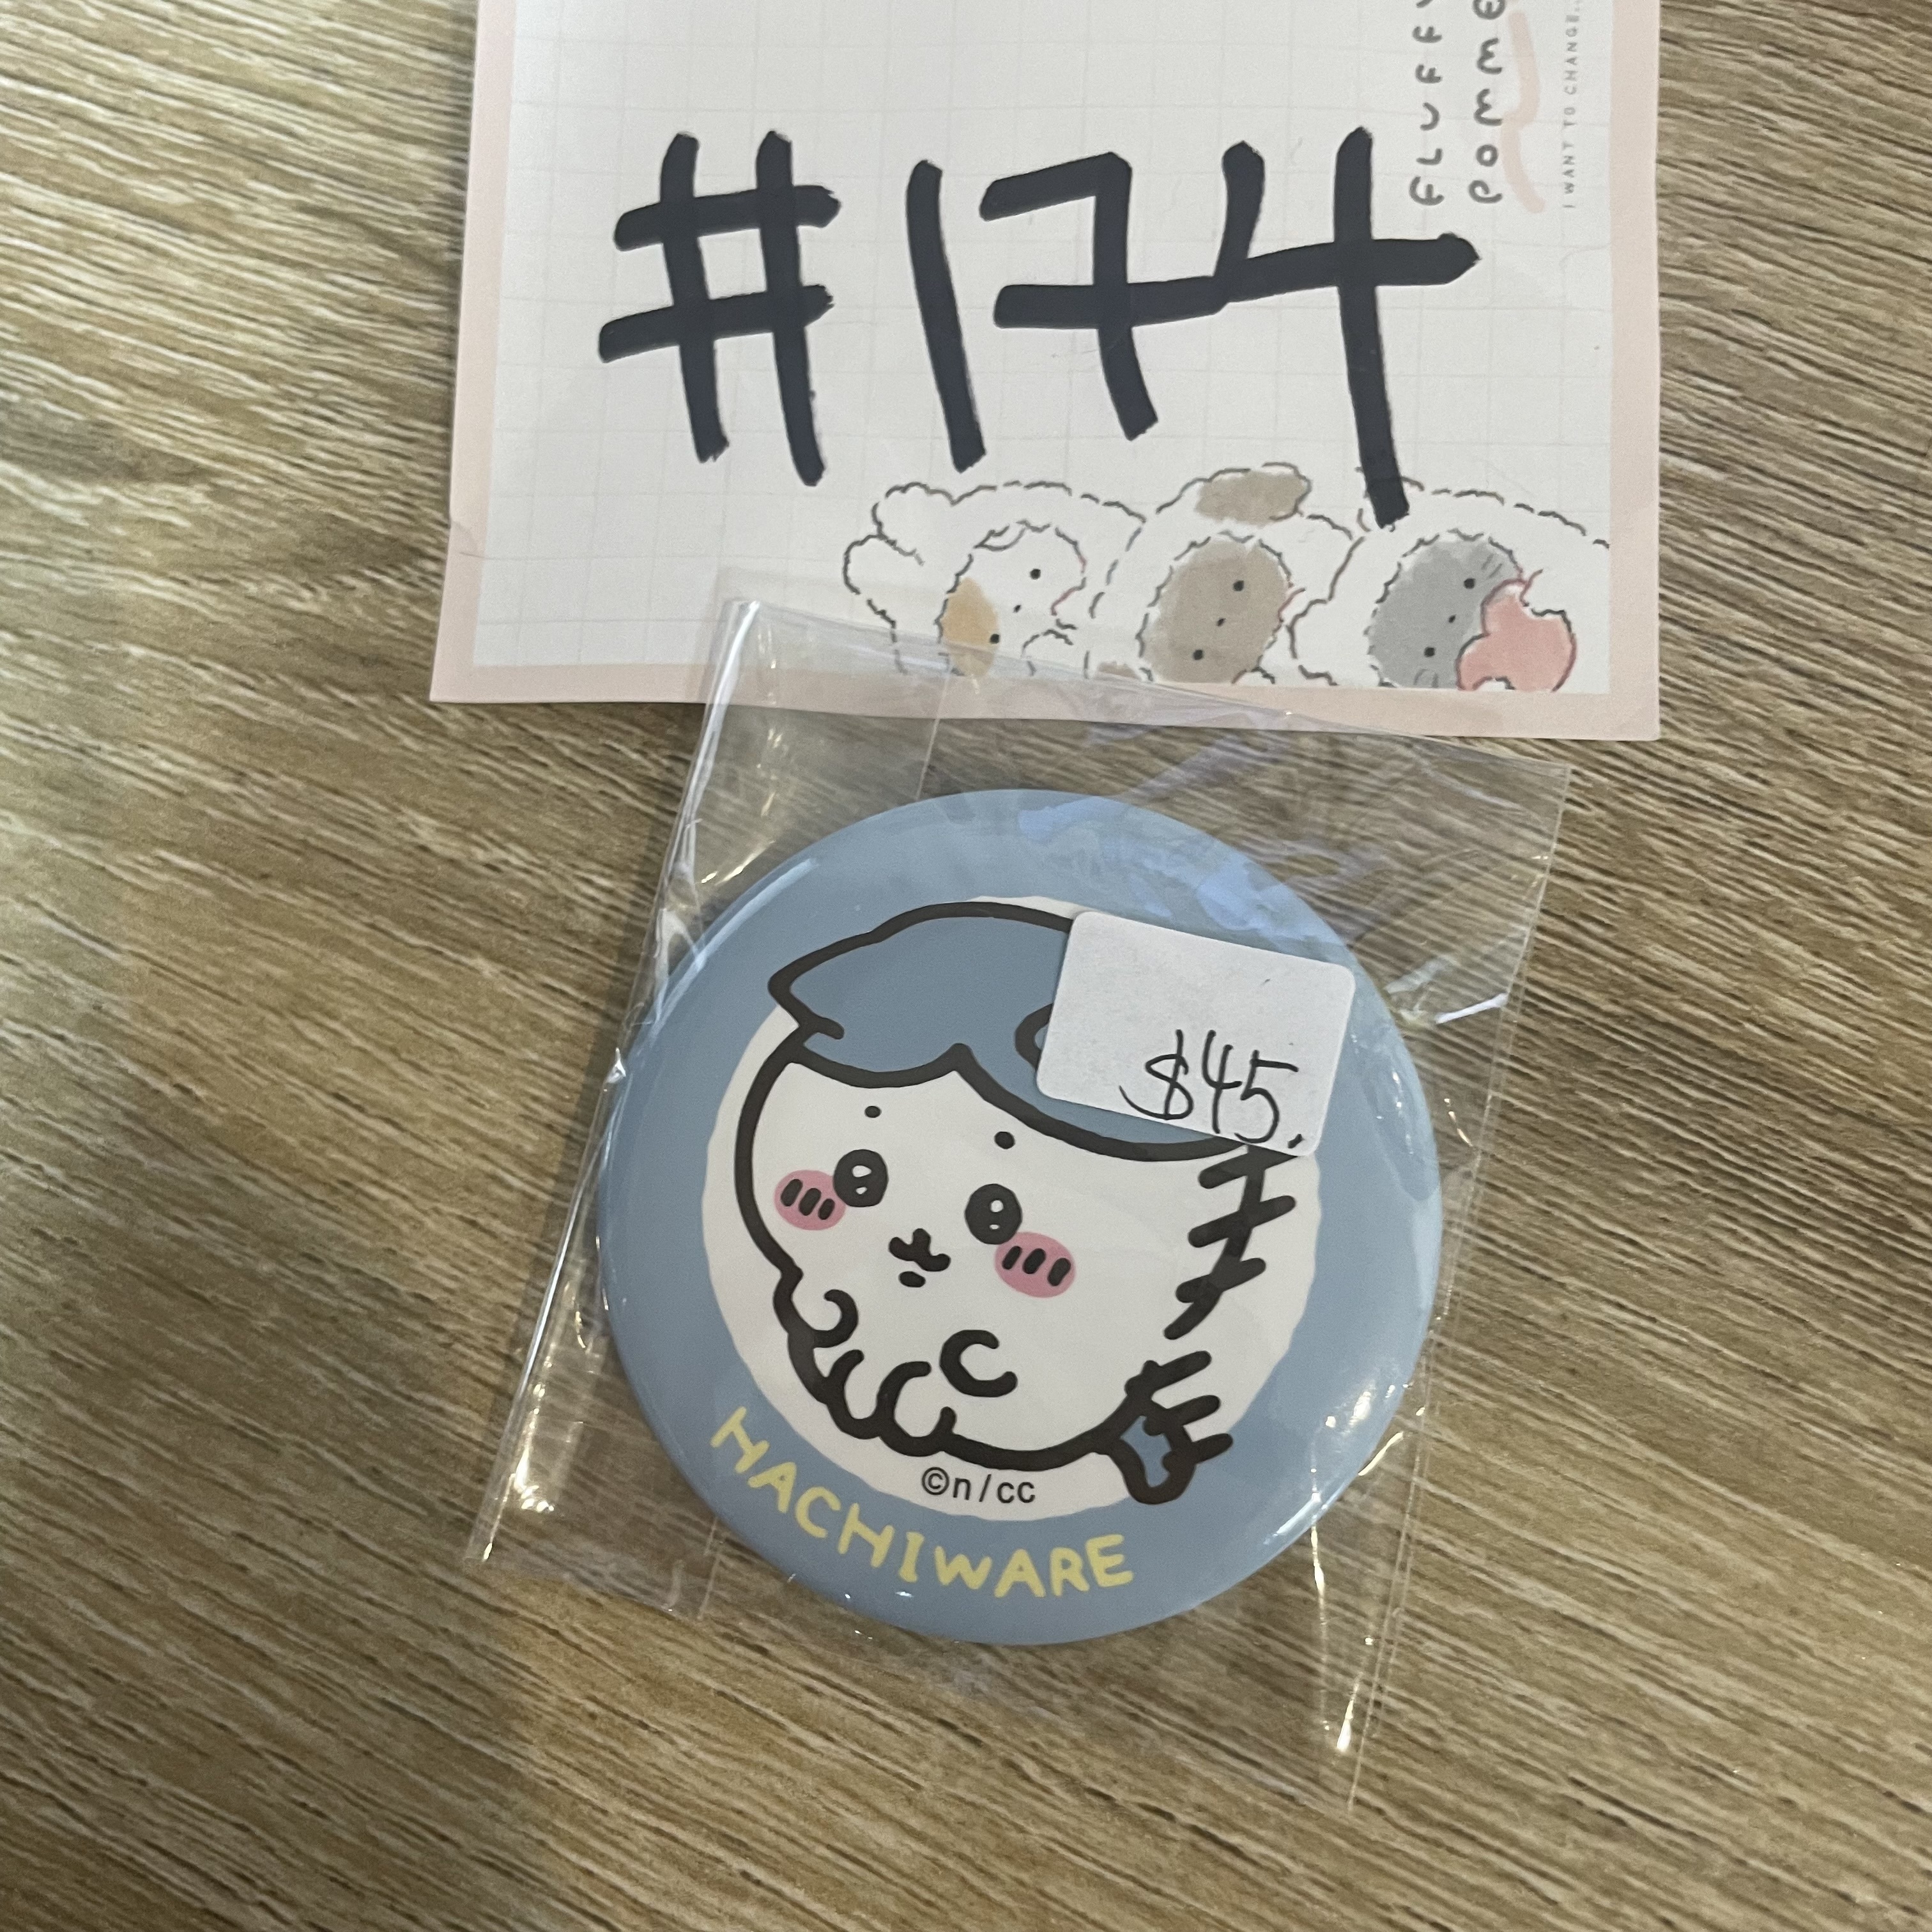 FLUFFY
POMME
I WANT TO CHANGE..
#174
$45.
©n/cc
HACHIWARE